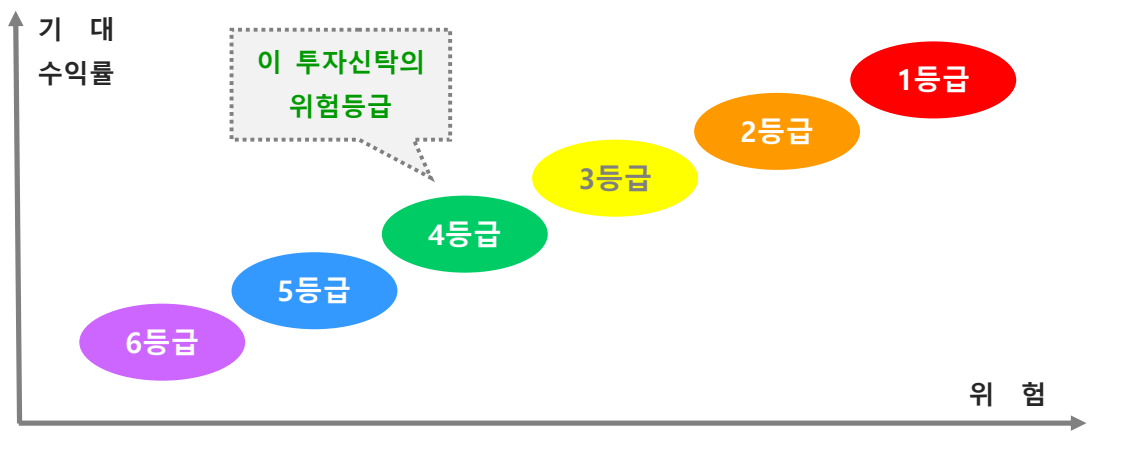 기 대
수익률
이 투자신탁의
위험등급
1등급
2등급
3등급
4등급
5등급
6등급
위 험